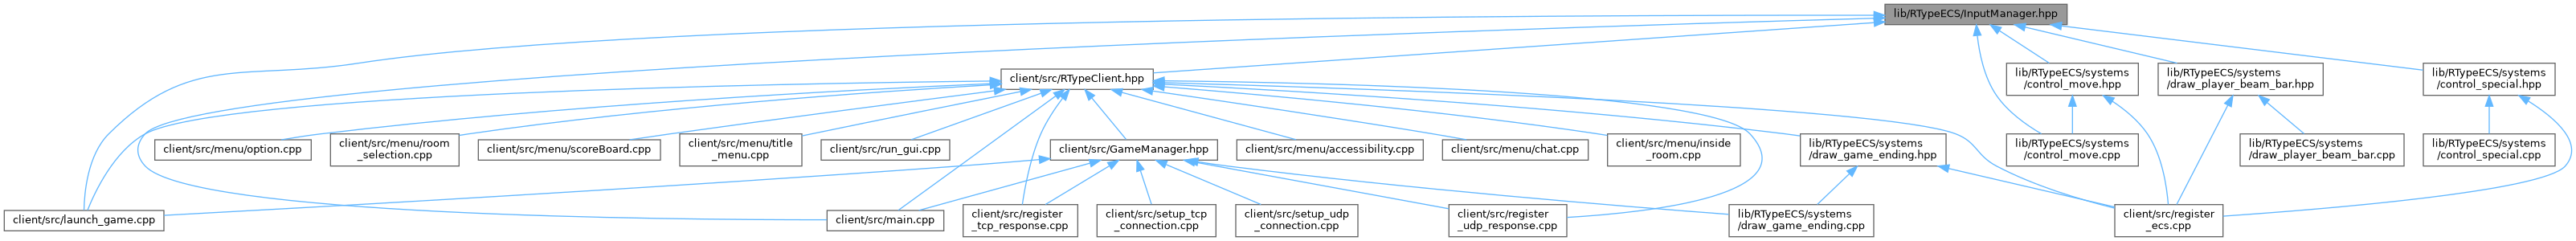 lib/RTypeECS/InputManager.hpp
client/src/RTypeClient.hpp
lib/RTypeECS/systems
/control_move.hpp
lib/RTypeECS/systems
/draw_player_beam_bar.hpp
lib/RTypeECS/systems
/control_special.hpp
client/src/menu/option.cpp
client/src/menu/room
_selection.cpp
client/src/menu/scoreBoard.cpp
client/src/menu/title
_menu.cpp
client/src/run_gui.cpp
client/src/GameManager.hpp
client/src/menu/accessibility.cpp
client/src/menu/chat.cpp
client/src/menu/inside
_room.cpp
lib/RTypeECS/systems
/draw_game_ending.hpp
lib/RTypeECS/systems
/control_move.cpp
lib/RTypeECS/systems
/draw_player_beam_bar.cpp
lib/RTypeECS/systems
/control_special.cpp
client/src/launch_game.cpp
client/src/main.cpp
client/src/register
_tcp_response.cpp
client/src/setup_tcp
_connection.cpp
client/src/setup_udp
_connection.cpp
client/src/register
_udp_response.cpp
lib/RTypeECS/systems
/draw_game_ending.cpp
client/src/register
_ecs.cpp